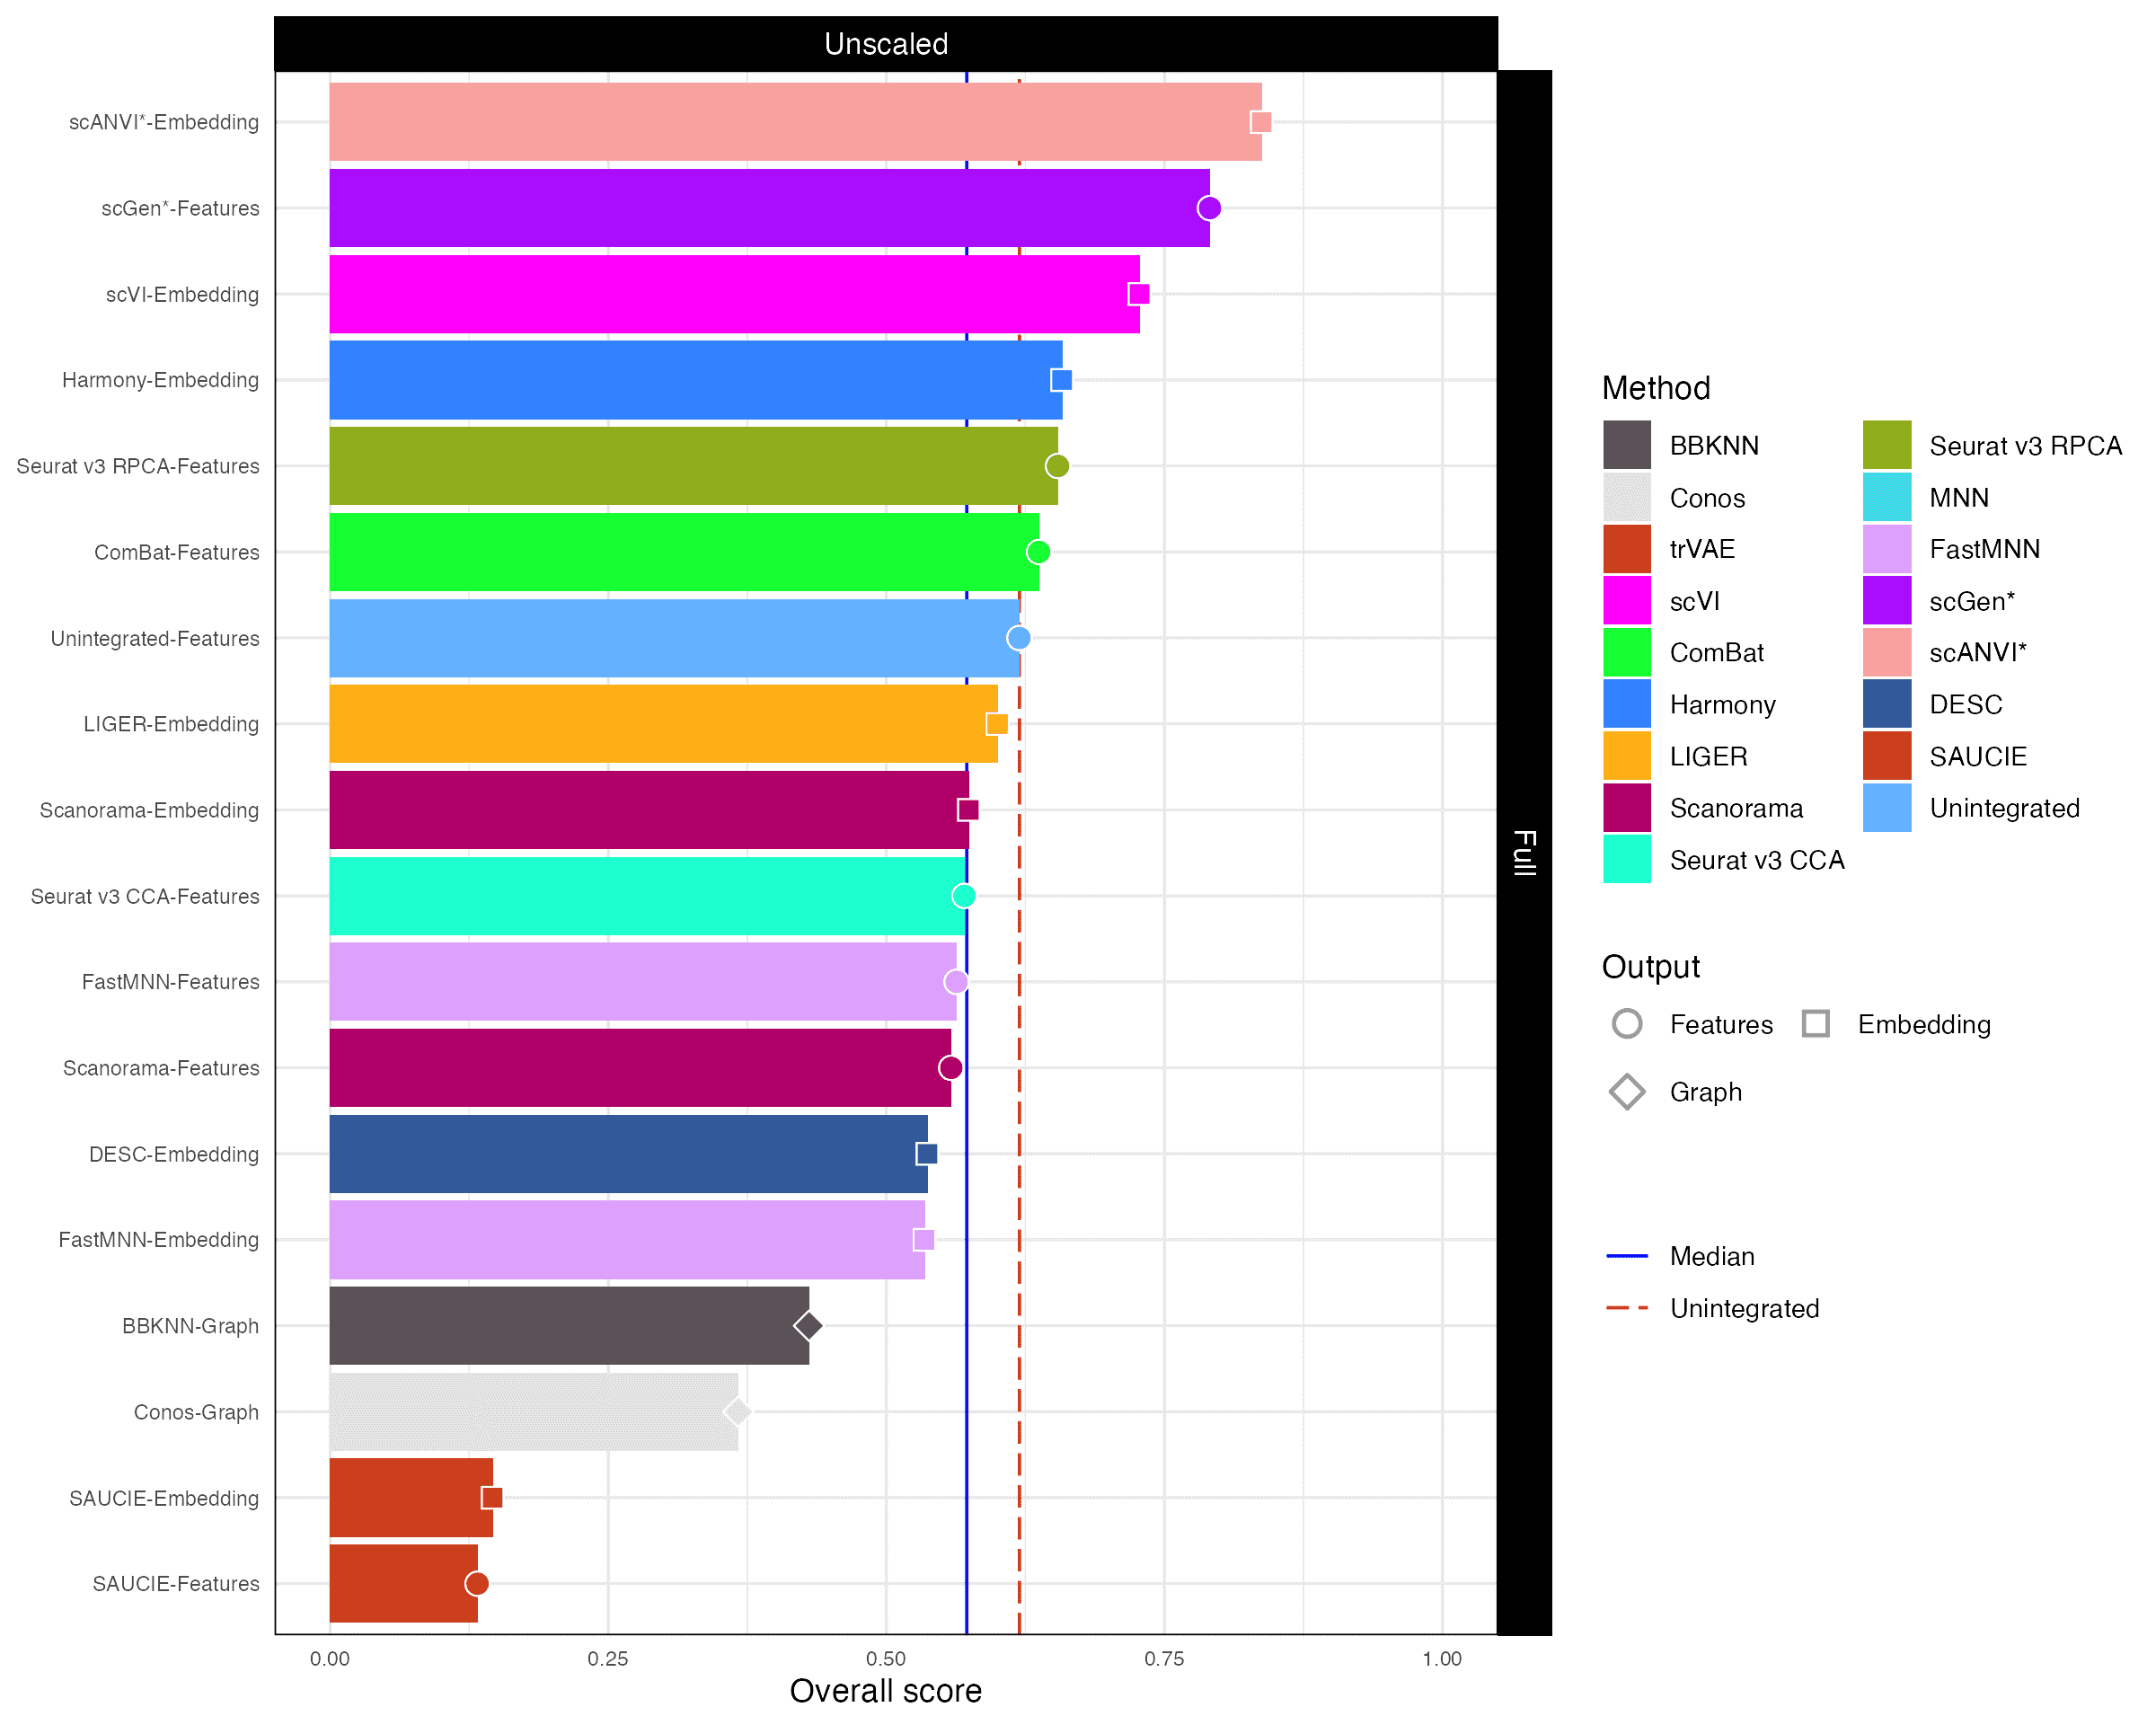 Unscaled
scANVI*-Embedding
scGen*-Features
scVI-Embedding
Harmony-Embedding
Seurat v3 RPCA-Features
ComBat-Features
Unintegrated-Features
LIGER-Embedding
Scanorama-Embedding
Seurat v3 CCA-Features
FastMNN-Features
Scanorama-Features
DESC-Embedding
FastMNN-Embedding
BBKNN-Graph
Conos-Graph
SAUCIE-Embedding
SAUCIE-Features
0.00 0.25 0.50 0.75 1.00
Overall score
Full
Method
BBKNN Seurat v3 RPCA
Conos MNN
trVAE FastMNN
scVI scGen*
ComBat scANVI*
Harmony DESC
LIGER SAUCIE
Scanorama Unintegrated
Seurat v3 CCA
Output
Features Embedding
Graph
Median
Unintegrated